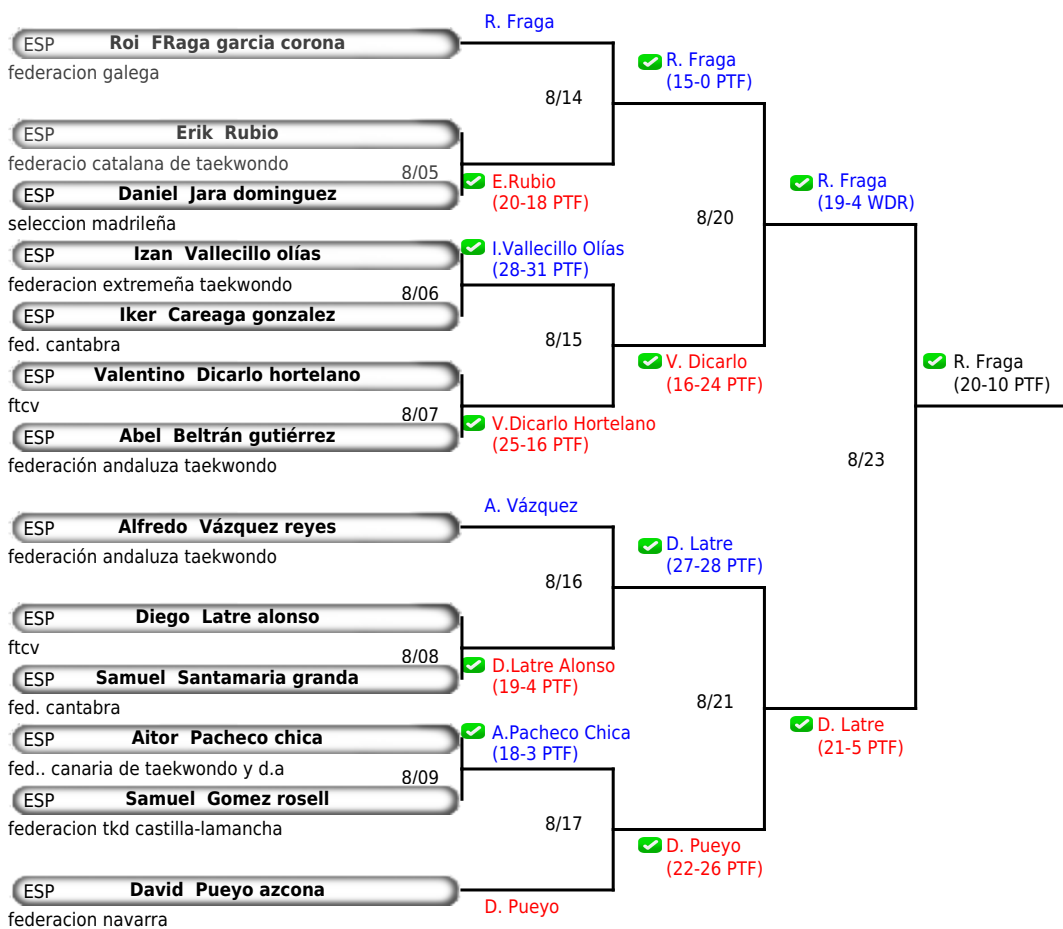 R. Fraga
ESP Roi FRaga garcia corona
federacion galega
R. Fraga
(15-0 PTF)
8/14
ESP Erik Rubio
federacio catalana de taekwondo
8/05
E.Rubio
(20-18 PTF)
ESP Daniel Jara dominguez
seleccion madrileña
R. Fraga
(19-4 WDR)
8/20
ESP Izan Vallecillo olías
federacion extremeña taekwondo
I.Vallecillo Olías
(28-31 PTF)
8/06
ESP Iker Careaga gonzalez
fed. cantabra
8/15
V. Dicarlo
(16-24 PTF)
R. Fraga
(20-10 PTF)
ESP Valentino Dicarlo hortelano
ftcv
8/07
V.Dicarlo Hortelano
(25-16 PTF)
ESP Abel Beltrán gutiérrez
federación andaluza taekwondo
8/23
A. Vázquez
ESP Alfredo Vázquez reyes
federación andaluza taekwondo
D. Latre
(27-28 PTF)
8/16
ESP Diego Latre alonso
ftcv
8/08
D.Latre Alonso
(19-4 PTF)
ESP Samuel Santamaria granda
fed. cantabra
8/21
D. Latre
(21-5 PTF)
ESP Aitor Pacheco chica
fed.. canaria de taekwondo y d.a
A.Pacheco Chica
(18-3 PTF)
8/09
ESP Samuel Gomez rosell
federacion tkd castilla-lamancha
8/17
D. Pueyo
(22-26 PTF)
ESP David Pueyo azcona
federacion navarra
D. Pueyo